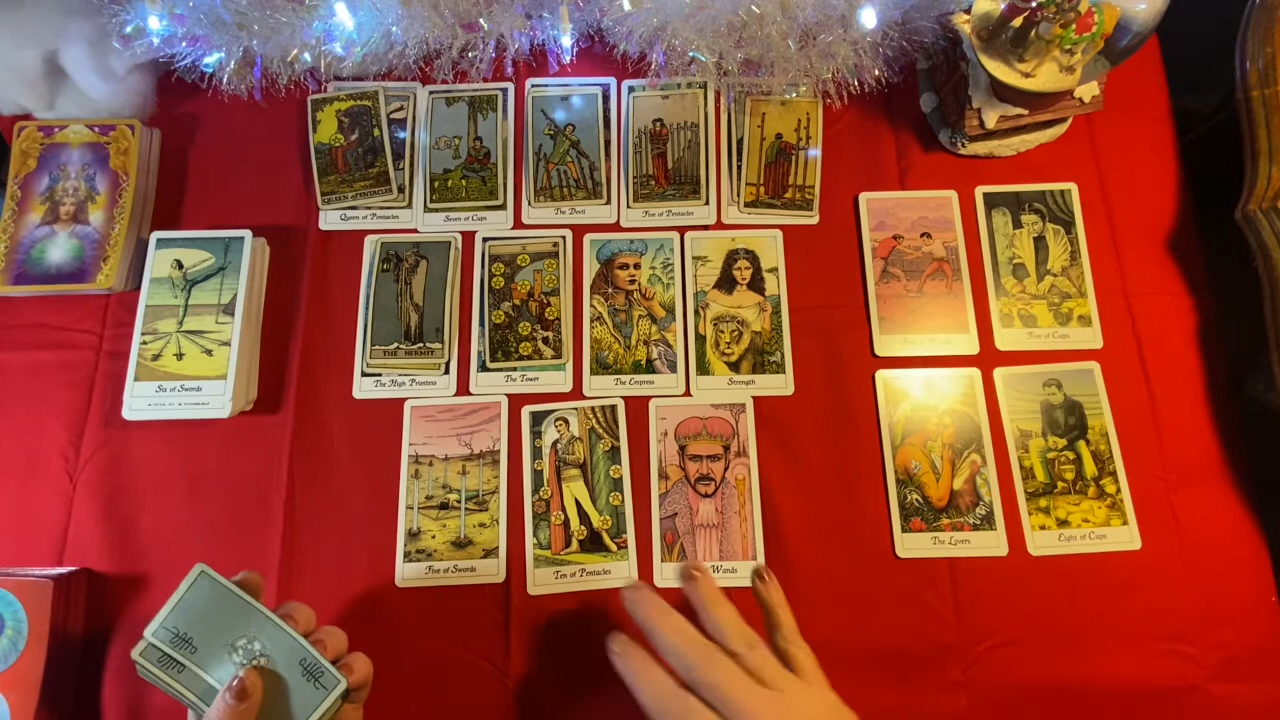 QUEEN of PENTACLES
Queen of Pentacles
Seven of Cups
The Devil
Five of Pentacles
THE HERMIT.
The High Priestess
The Tower
The Empress
Strength
Five of Cups
Six of Swords
Five of Swords
Ten of Pentacles
Wands
The Lovers
Eight of Cups